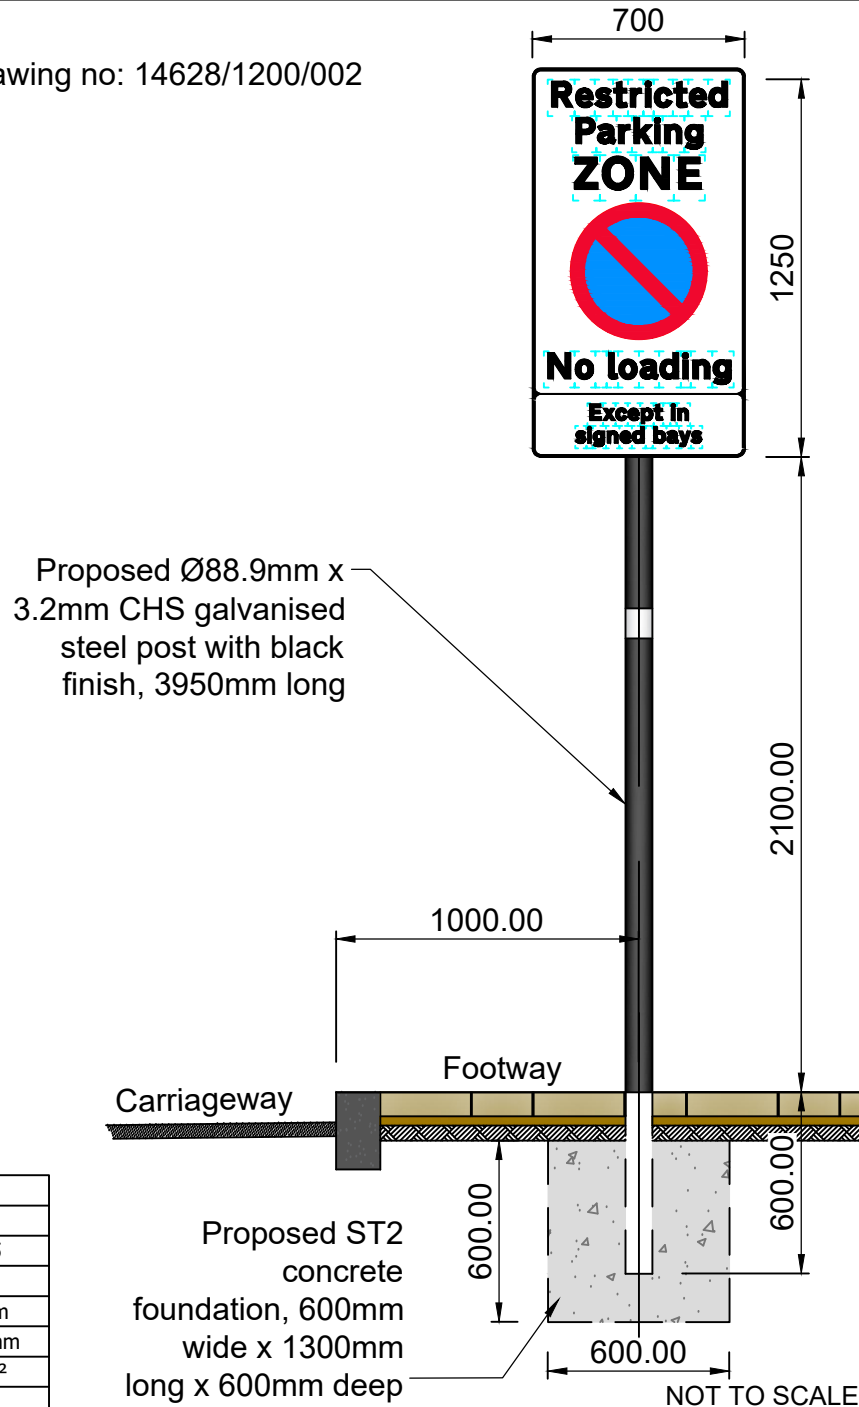 700
awing no: 14628/1200/002
Restricted
Parking
ZONE
1250
No loading
Except in
signed bays
Proposed Ø88.9mm x
3.2mm CHS galvanised
steel post with black
finish, 3950mm long
2100.00
1000.00
Footway
Carriageway
600.00
600.00
Proposed ST2
concrete
foundation, 600mm
wide x 1300mm
long x 600mm deep
600.00
NOT TO SCALE